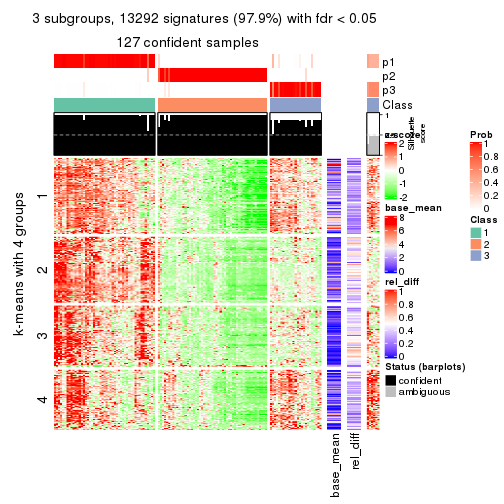 3 subgroups, 13292 signatures (97.9%) with fdr < 0.05
127 confident samples
p1
p2
p3
Class
1
Silhouette
score
k-means with 4 groups
1
2
3
4
base_mean
rel_diff
z-score
2
1
0
-1
-2
base_mean
8
6
4
2
0
rel_diff
1
0.8
0.6
0.4
0.2
0
Status (barplots)
confident
ambiguous
Prob
1
0.8
0.6
0.4
0.2
0
Class
1
2
3